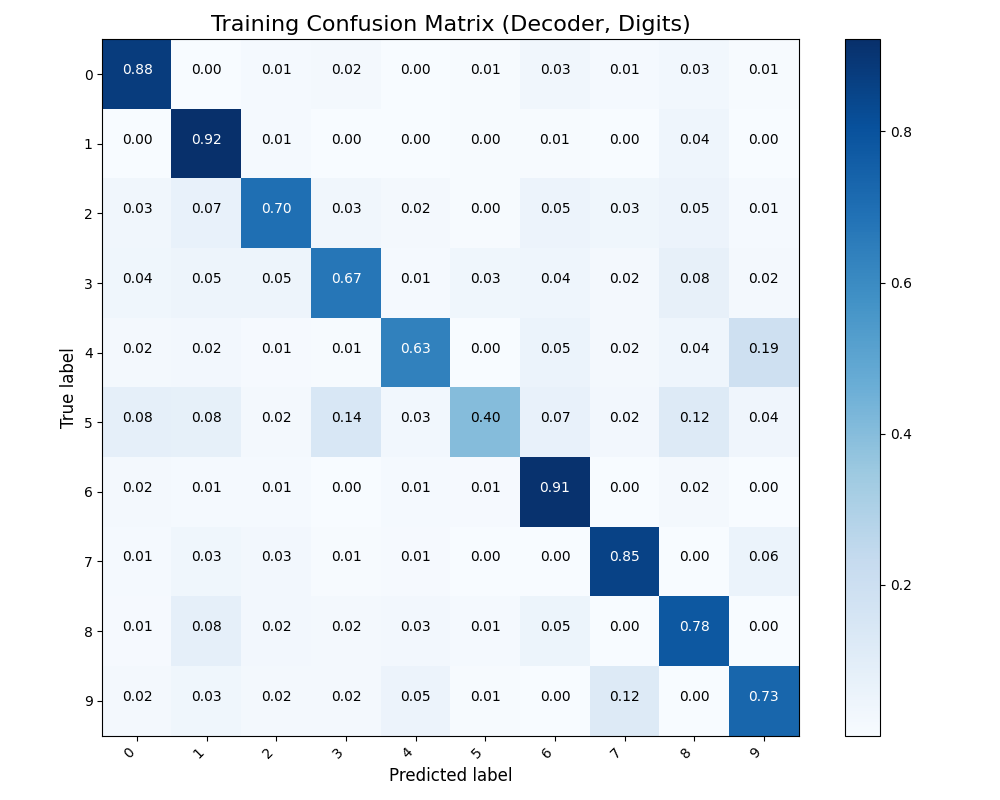 Training Confusion Matrix (Decoder, Digits)
0 0.88 0.00 0.01 0.02 0.00 0.01 0.03 0.01 0.03 0.01
1 0.00 0.92 0.01 0.00 0.00 0.00 0.01 0.00 0.04 0.00
2 0.03 0.07 0.70 0.03 0.02 0.00 0.05 0.03 0.05 0.01
3 0.04 0.05 0.05 0.67 0.01 0.03 0.04 0.02 0.08 0.02
4 0.02 0.02 0.01 0.01 0.63 0.00 0.05 0.02 0.04 0.19
5 0.08 0.08 0.02 0.14 0.03 0.40 0.07 0.02 0.12 0.04
6 0.02 0.01 0.01 0.00 0.01 0.01 0.91 0.00 0.02 0.00
7 0.01 0.03 0.03 0.01 0.01 0.00 0.00 0.85 0.00 0.06
8 0.01 0.08 0.02 0.02 0.03 0.01 0.05 0.00 0.78 0.00
9 0.02 0.03 0.02 0.02 0.05 0.01 0.00 0.12 0.00 0.73
0 1 2 3 4 5 6 7 8 9
Predicted label
True label
0.8
0.6
0.4
0.2